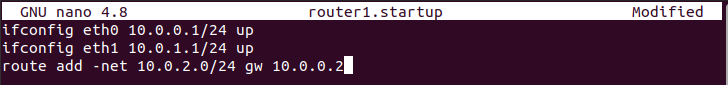 GNU nano 4.8 router1.startup Modified
ifconfig eth0 10.0.0.1/24 up
ifconfig eth1 10.0.1.1/24 up
route add -net 10.0.2.0/24 gw 10.0.0.2